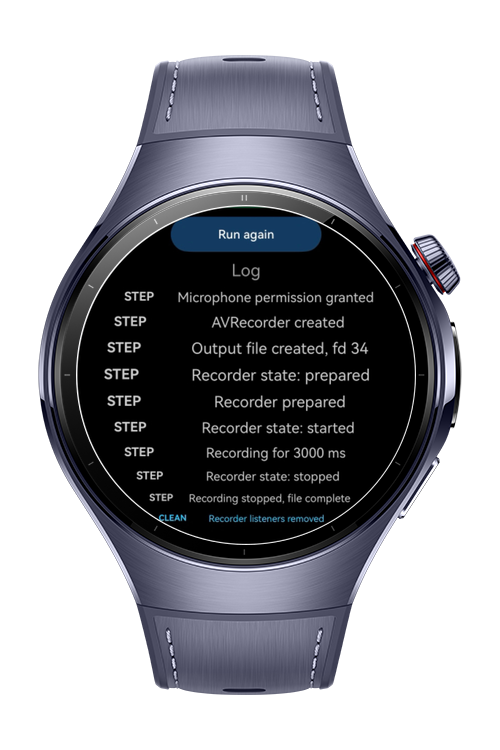 Run again
Log
STEP Microphone permission granted
STEP AVRecorder created
STEP Output file created, fd 34
STEP Recorder state: prepared
STEP Recorder prepared
STEP Recorder state: started
STEP Recording for 3000 ms
STEP Recorder state: stopped
STEP Recording stopped, file complete
CLEAN Recorder listeners removed